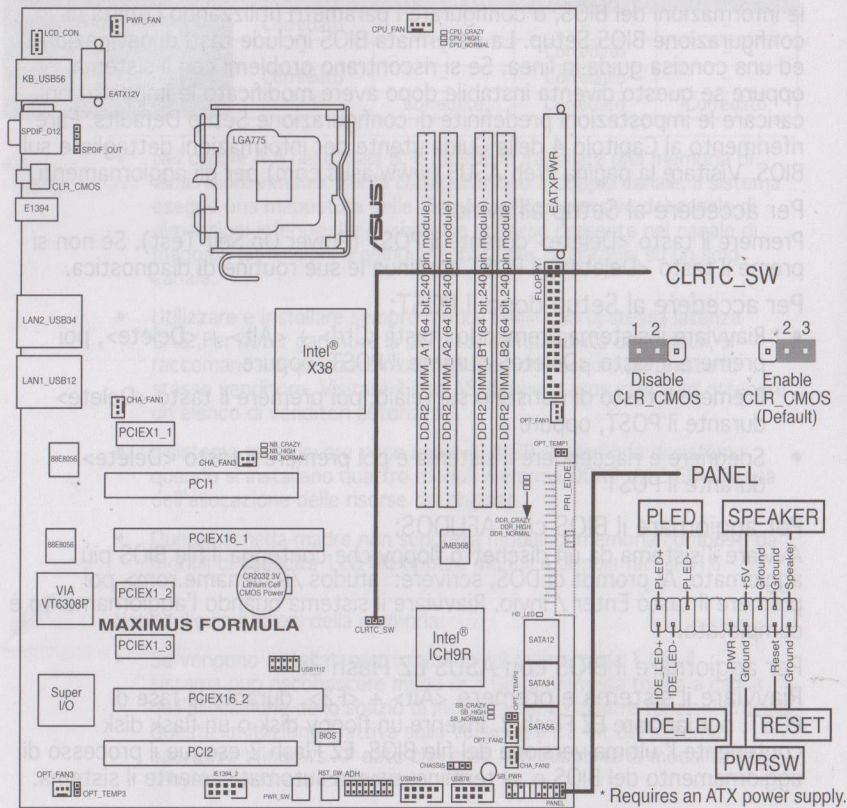 LCD_CON
PWR_FAN
CPU_FAN
CPU_CRAZY
CPU_HIGH
CPU_NORMAL
KB_USB56
EATX12V
LGA775
SPDIF_O12
SPDIF_OUT
CLR_CMOS
E1394
ASUS
DDR2 DIMM_A1 (64 bit,240-pin module)
DDR2 DIMM_A2 (64 bit,240-pin module)
DDR2 DIMM_B1 (64 bit,240-pin module)
DDR2 DIMM_B2 (64 bit,240-pin module)
EATXPWR
FLOPPY
CLRTC_SW
1 2
2 3
Disable
CLR_CMOS
Enable
CLR_CMOS
(Default)
LAN2_USB34
LAN1_USB12
Intel®
X38
CHA_FAN1
PCIEX1_1
NB_CRAZY
NB_HIGH
NB_NORMAL
CHA_FAN3
88E8056
PCI1
OPT_FAN1
OPT_TEMP1
PRI_EIDE
DDR_CRAZY
DDR_HIGH
DDR_NORMAL
PANEL
PLED
SPEAKER
PLED+
PLED-
+5V
Ground
Ground
Speaker
IDE_LED+
IDE_LED-
PWR
Ground
Reset
Ground
IDE_LED
RESET
PWRSW
* Requires an ATX power supply.
88E8056
PCIEX16_1
JMB368
VIA
VT6308P
PCIEX1_2
CR2032 3V
Lithium Cell
CMOS Power
MAXIMUS FORMULA
CLRTC_SW
Intel®
ICH9R
HD_LED
SATA12
SATA34
SATA56
PCIEX1_3
USB1112
Super
I/O
PCIEX16_2
SB_CRAZY
SB_HIGH
SB_NORMAL
OPT_TEMP2
OPT_FAN2
BIOS
PCI2
CHASSIS
CHA_FAN2
OPT_FAN3
OPT_TEMP3
IE1394_2
PWR_SW
RST_SW
ADH
USB910
USB78
SB_PWR
PANEL